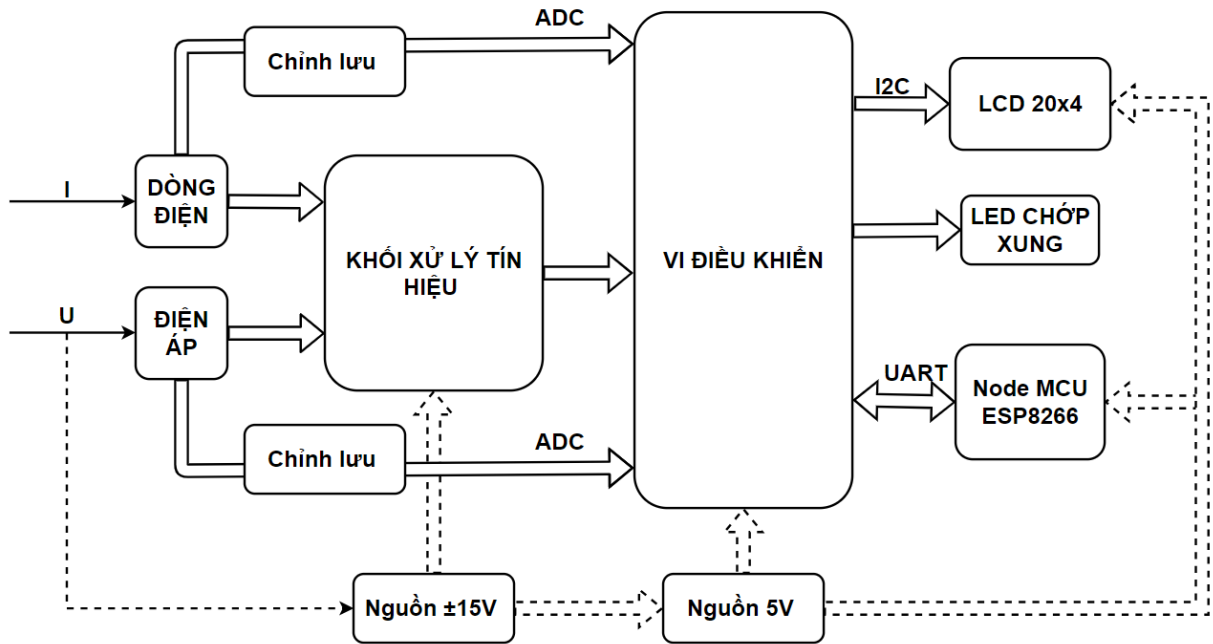 ADC
Chỉnh lưu
I2C
LCD 20x4
I
DÒNG
ĐIỆN
LED CHỚP
XUNG
KHỐI XỬ LÝ TÍN
HIỆU
VI ĐIỀU KHIỂN
U
ĐIỆN
ÁP
UART
Node MCU
ESP8266
ADC
Chỉnh lưu
Nguồn ±15V
Nguồn 5V